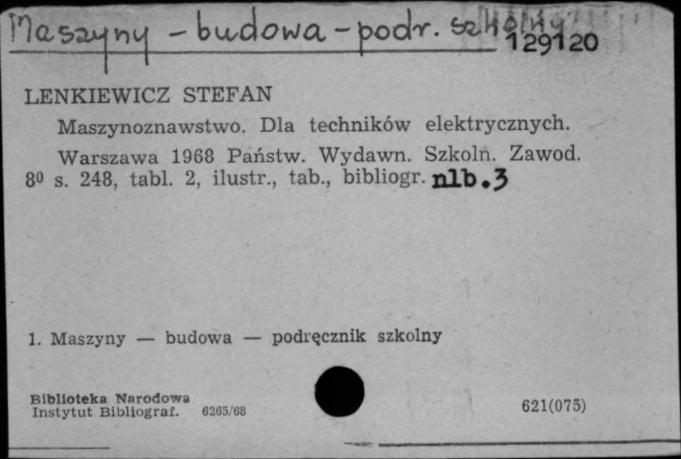 Maszyny - budowa - podr. szkolny
129120
LENKIEWICZ STEFAN
Maszynoznawstwo. Dla techników elektrycznych.
Warszawa 1968 Państw. Wydawn. Szkoln. Zawod.
8⁰ s. 248, tabl. 2, ilustr., tab., bibliogr. nlb.3
1. Maszyny — budowa — podręcznik szkolny
Biblioteka Narodowa
Instytut Bibliograf. 6265/68
621(075)